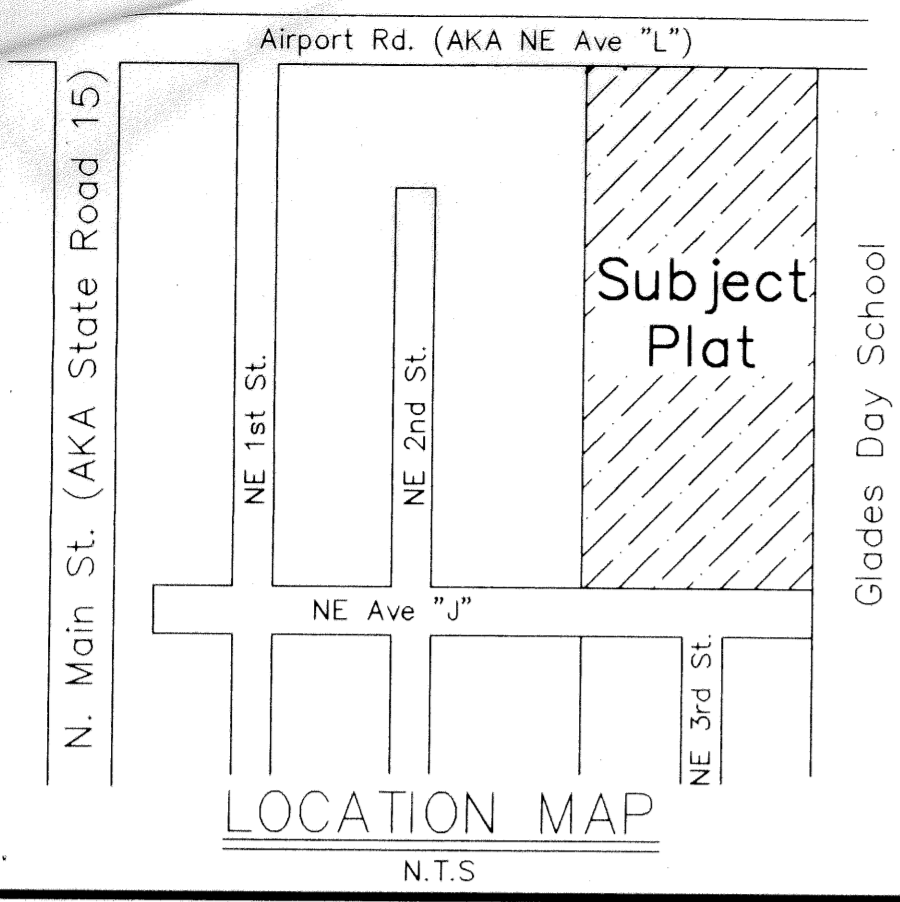 Airport Rd. (AKA NE Ave "L")
N. Main St. (AKA State Road 15)
NE 1st St.
NE 2nd St.
Subject
Plat
Glades Day School
NE Ave "J"
NE 3rd St.
LOCATION MAP
N.T.S